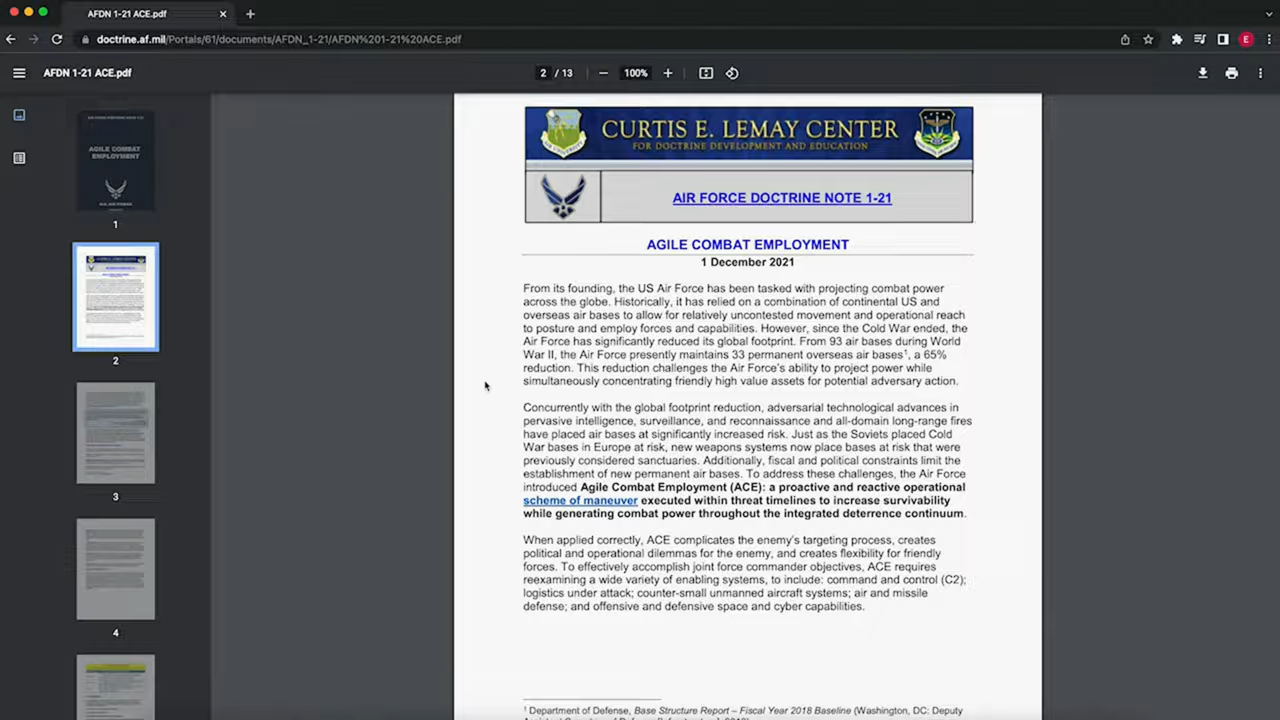 AFDN 1-21 ACE.pdf
doctrine.af.mil/Portals/61/documents/AFDN_1-21/AFDN%201-21%20ACE.pdf
E
AFDN 1-21 ACE.pdf
2 / 13
100%
AGILE COMBAT
EMPLOYMENT
1
2
3
4
CURTIS E. LEMAY CENTER
FOR DOCTRINE DEVELOPMENT AND EDUCATION
AIR FORCE DOCTRINE NOTE 1-21
AGILE COMBAT EMPLOYMENT
1 December 2021
From its founding, the US Air Force has been tasked with projecting combat power
across the globe. Historically, it has relied on a combination of continental US and
overseas air bases to allow for relatively uncontested movement and operational reach
to posture and employ forces and capabilities. However, since the Cold War ended, the
Air Force has significantly reduced its global footprint. From 93 air bases during World
War II, the Air Force presently maintains 33 permanent overseas air bases¹, a 65%
reduction. This reduction challenges the Air Force's ability to project power while
simultaneously concentrating friendly high value assets for potential adversary action.
Concurrently with the global footprint reduction, adversarial technological advances in
pervasive intelligence, surveillance, and reconnaissance and all-domain long-range fires
have placed air bases at significantly increased risk. Just as the Soviets placed Cold
War bases in Europe at risk, new weapons systems now place bases at risk that were
previously considered sanctuaries. Additionally, fiscal and political constraints limit the
establishment of new permanent air bases. To address these challenges, the Air Force
introduced Agile Combat Employment (ACE): a proactive and reactive operational
scheme of maneuver executed within threat timelines to increase survivability
while generating combat power throughout the integrated deterrence continuum.
When applied correctly, ACE complicates the enemy's targeting process, creates
political and operational dilemmas for the enemy, and creates flexibility for friendly
forces. To effectively accomplish joint force commander objectives, ACE requires
reexamining a wide variety of enabling systems, to include: command and control (C2);
logistics under attack; counter-small unmanned aircraft systems; air and missile
defense; and offensive and defensive space and cyber capabilities.
¹ Department of Defense, Base Structure Report – Fiscal Year 2018 Baseline (Washington, DC: Deputy